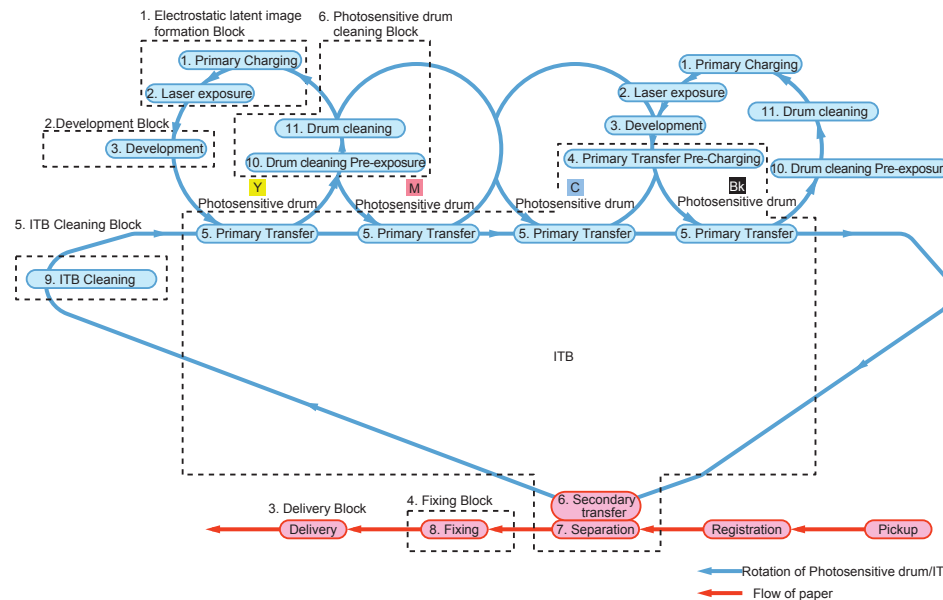 1. Electrostatic latent image
formation Block
6. Photosensitive drum
cleaning Block
1. Primary Charging
2. Laser exposure
2.Development Block
3. Development
11. Drum cleaning
10. Drum cleaning Pre-exposure
1. Primary Charging
2. Laser exposure
3. Development
4. Primary Transfer Pre-Charging
11. Drum cleaning
10. Drum cleaning Pre-exposure
Y
M
C
Bk
Photosensitive drum
Photosensitive drum
Photosensitive drum
Photosensitive drum
5. ITB Cleaning Block
5. Primary Transfer
5. Primary Transfer
5. Primary Transfer
5. Primary Transfer
9. ITB Cleaning
ITB
6. Secondary
transfer
3. Delivery Block
4. Fixing Block
Delivery
8. Fixing
7. Separation
Registration
Pickup
Rotation of Photosensitive drum/IT
Flow of paper